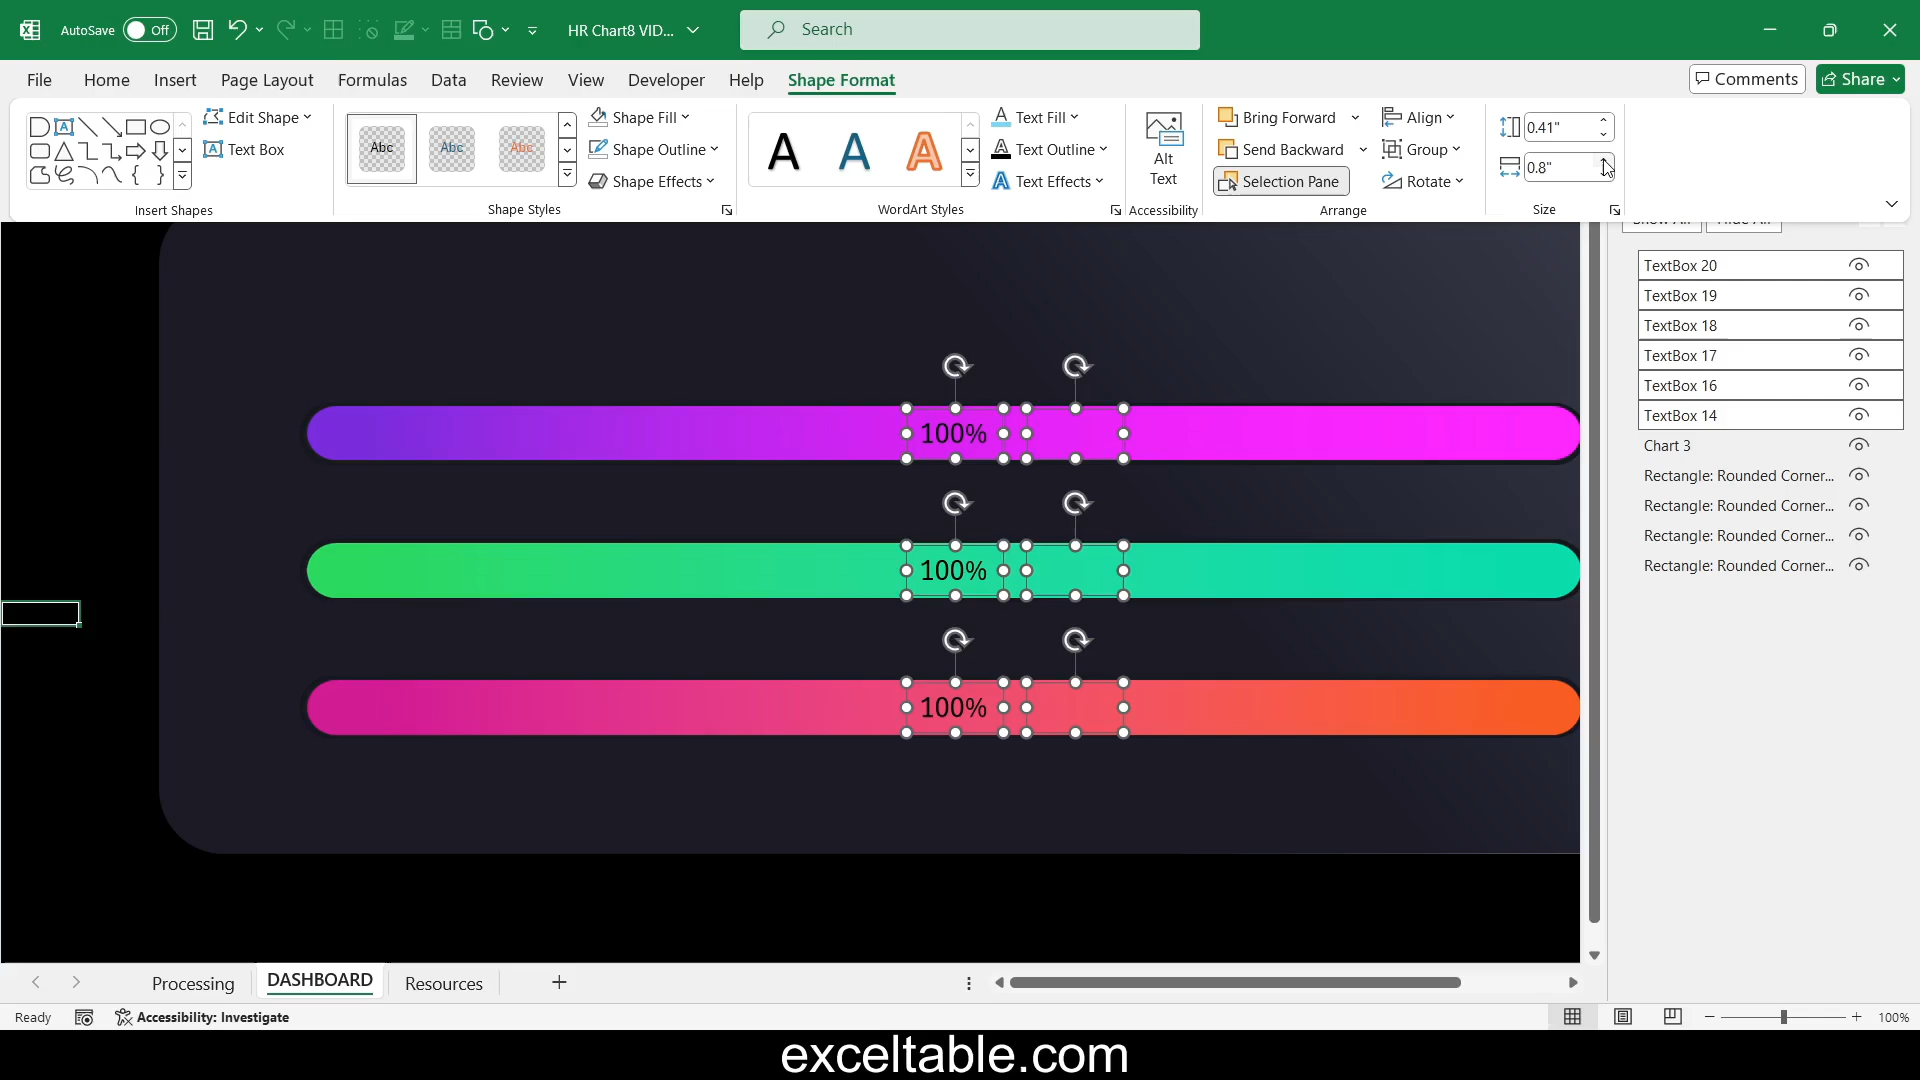 AutoSave Off HR Chart8 VID... Search
File Home Insert Page Layout Formulas Data Review View Developer Help Shape Format Comments Share
Edit Shape
Text Box
Insert Shapes
Abc Abc Abc
Shape Fill
Shape Outline
Shape Effects
Shape Styles
A A A
Text Fill
Text Outline
Text Effects
WordArt Styles
Alt
Text
Accessibility
Bring Forward
Send Backward
Selection Pane
Align
Group
Rotate
Arrange
0.41"
0.8"
Size
TextBox 20
TextBox 19
TextBox 18
TextBox 17
TextBox 16
TextBox 14
Chart 3
Rectangle: Rounded Corner...
Rectangle: Rounded Corner...
Rectangle: Rounded Corner...
Rectangle: Rounded Corner...
100%
100%
100%
Processing DASHBOARD Resources
Ready Accessibility: Investigate 100%
exceltable.com